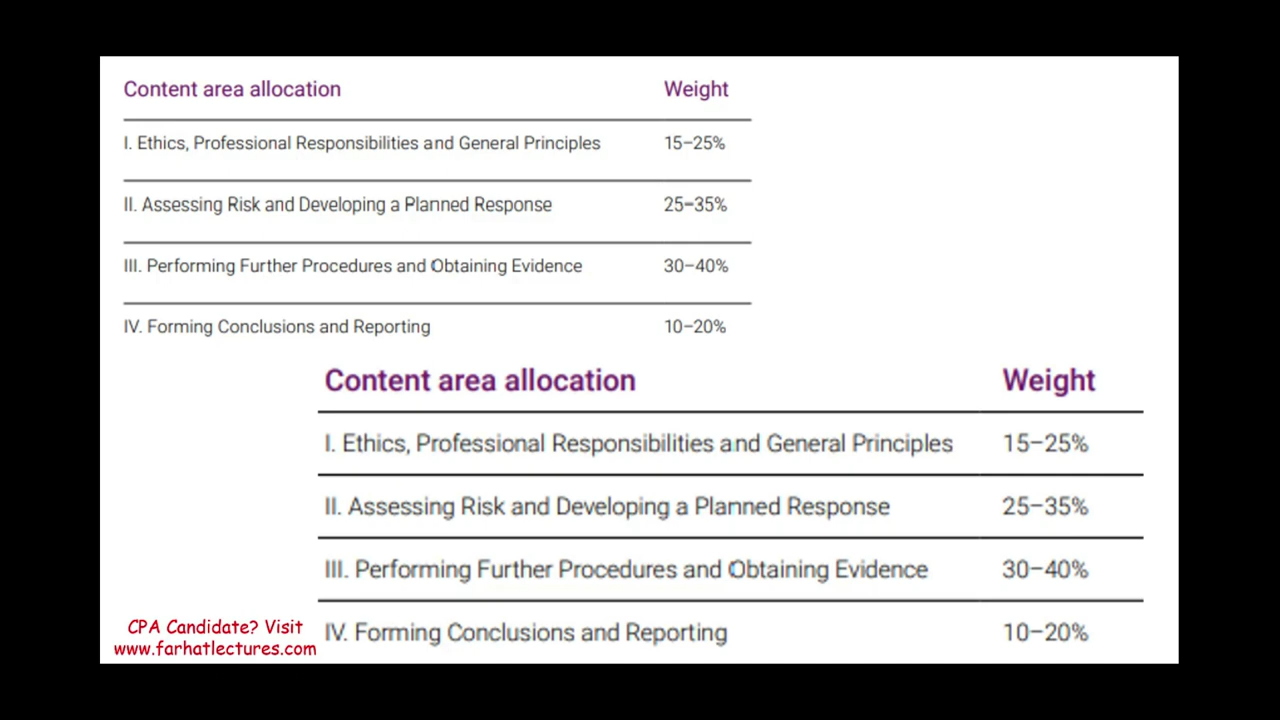 Content area allocation Weight
I. Ethics, Professional Responsibilities and General Principles 15–25%
II. Assessing Risk and Developing a Planned Response 25–35%
III. Performing Further Procedures and Obtaining Evidence 30–40%
IV. Forming Conclusions and Reporting 10–20%
Content area allocation Weight
I. Ethics, Professional Responsibilities and General Principles 15–25%
II. Assessing Risk and Developing a Planned Response 25–35%
III. Performing Further Procedures and Obtaining Evidence 30–40%
IV. Forming Conclusions and Reporting 10–20%
CPA Candidate? Visit
www.farhatlectures.com